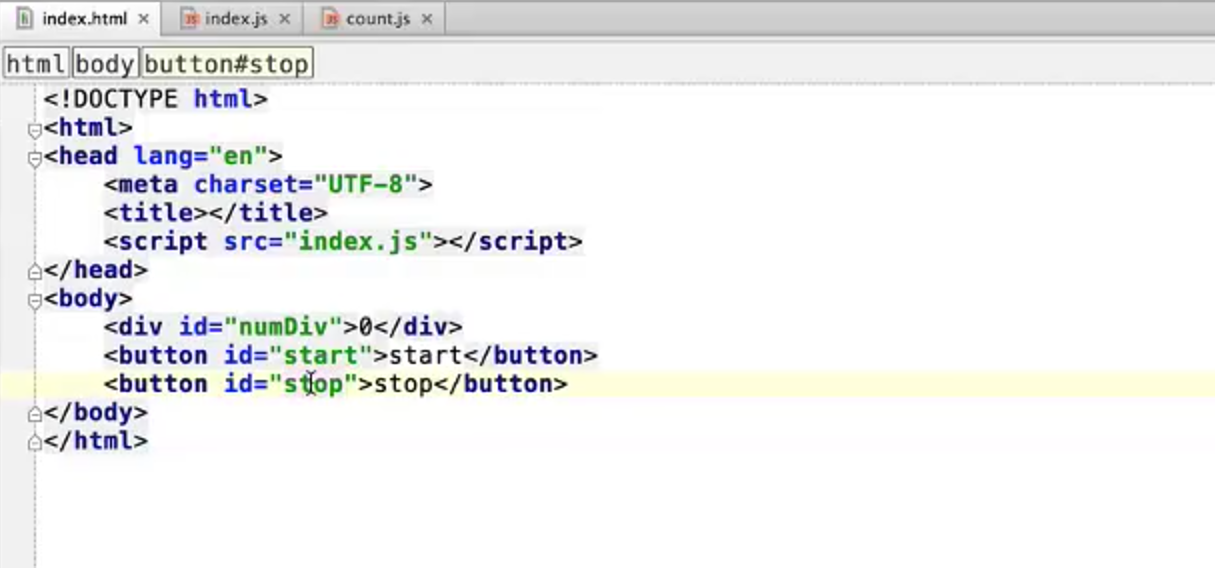 index.html index.js count.js
html body button#stop
<!DOCTYPE html>
<html>
<head lang="en">
    <meta charset="UTF-8">
    <title></title>
    <script src="index.js"></script>
</head>
<body>
    <div id="numDiv">0</div>
    <button id="start">start</button>
    <button id="stop">stop</button>
</body>
</html>